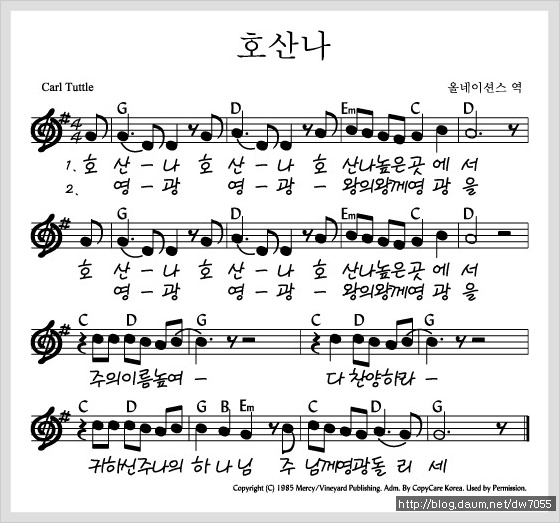 호산나
Carl Tuttle
올네이션스 역
G D Em C D
1. 호 산 - 나 호 산 - 나 호 산나높은곳 에 서
2. 영 - 광 영 - 광 - 왕의왕께영 광 을
G D Em C D
호 산 - 나 호 산 - 나 호 산나높은곳 에 서
영 - 광 영 - 광 - 왕의왕께영 광 을
C D G C D G
주의이름높여 - 다 찬양하라 -
C D G B Em C D G
귀하신주나의 하 나 님 주 님께영광돌 리 세
Copyright (C) 1985 Mercy/Vineyard Publishing. Adm. By CopyCare Korea. Used by Permission.
http://blog.daum.net/dw7055